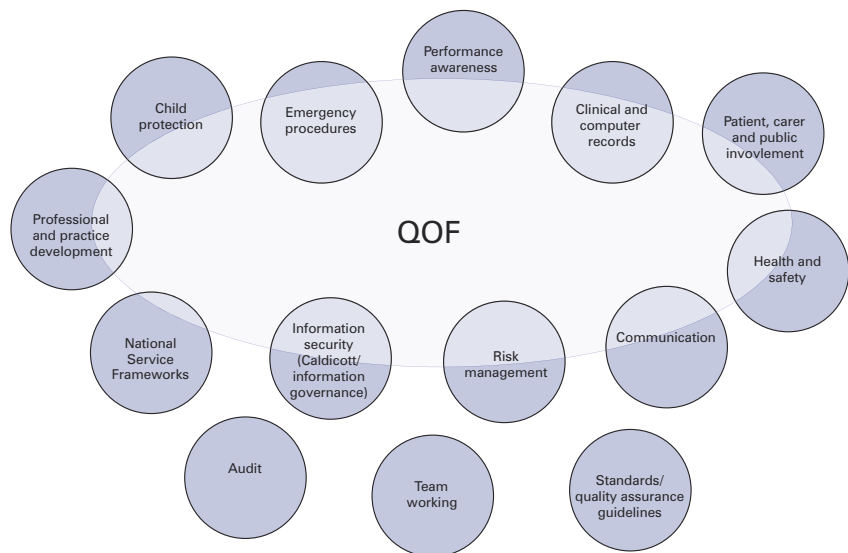 Performance
awareness
Child
protection
Emergency
procedures
Clinical and
computer
records
Patient, carer
and public
invovlement
QOF
Professional
and practice
development
Health and
safety
National
Service
Frameworks
Information
security
(Caldicott/
information
governance)
Risk
management
Communication
Audit
Team
working
Standards/
quality assurance
guidelines